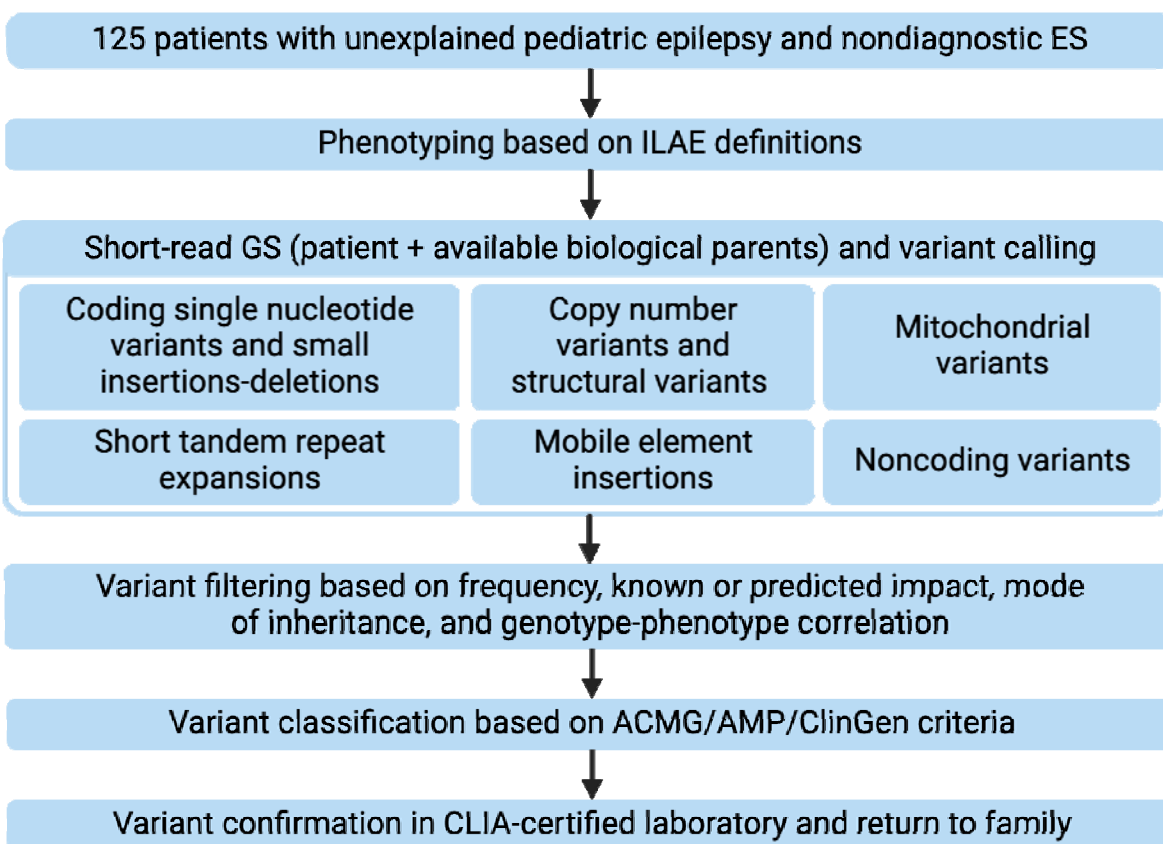 125 patients with unexplained pediatric epilepsy and nondiagnostic ES
Phenotyping based on ILAE definitions
Short-read GS (patient + available biological parents) and variant calling
Coding single nucleotide
variants and small
insertions-deletions
Copy number
variants and
structural variants
Mitochondrial
variants
Short tandem repeat
expansions
Mobile element
insertions
Noncoding variants
Variant filtering based on frequency, known or predicted impact, mode
of inheritance, and genotype-phenotype correlation
Variant classification based on ACMG/AMP/ClinGen criteria
Variant confirmation in CLIA-certified laboratory and return to family